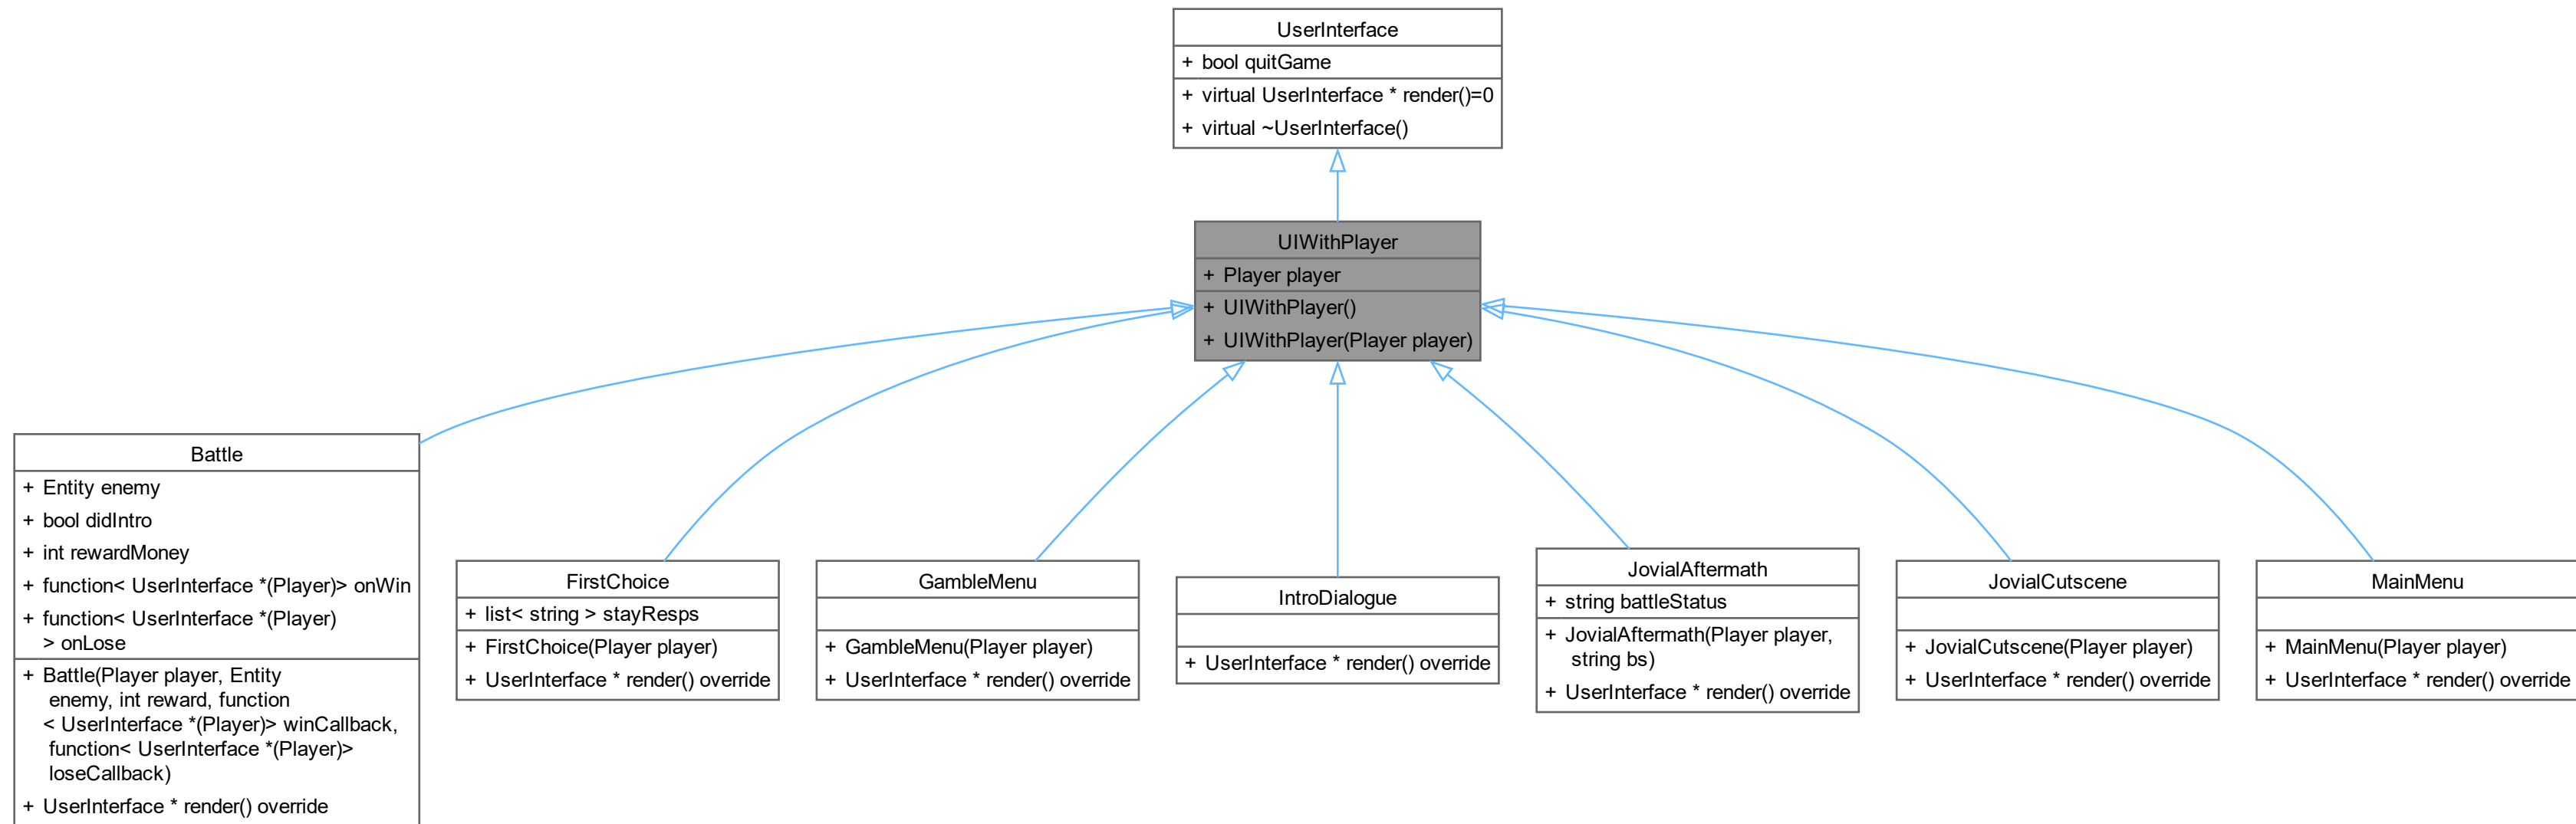 UserInterface
+ bool quitGame
+ virtual UserInterface * render()=0
+ virtual ~UserInterface()
UIWithPlayer
+ Player player
+ UIWithPlayer()
+ UIWithPlayer(Player player)
Battle
+ Entity enemy
+ bool didIntro
+ int rewardMoney
+ function< UserInterface *(Player)> onWin
+ function< UserInterface *(Player)
> onLose
+ Battle(Player player, Entity
enemy, int reward, function
< UserInterface *(Player)> winCallback,
function< UserInterface *(Player)>
loseCallback)
+ UserInterface * render() override
FirstChoice
+ list< string > stayResps
+ FirstChoice(Player player)
+ UserInterface * render() override
GambleMenu
+ GambleMenu(Player player)
+ UserInterface * render() override
IntroDialogue
+ UserInterface * render() override
JovialAftermath
+ string battleStatus
+ JovialAftermath(Player player,
string bs)
+ UserInterface * render() override
JovialCutscene
+ JovialCutscene(Player player)
+ UserInterface * render() override
MainMenu
+ MainMenu(Player player)
+ UserInterface * render() override